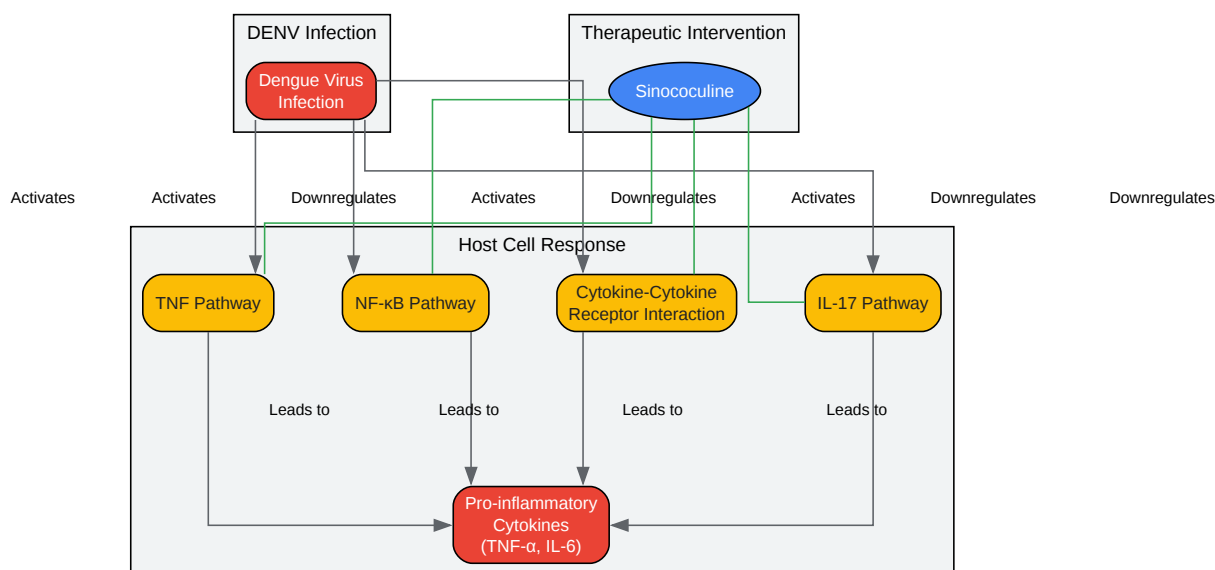 DENV Infection
Therapeutic Intervention
Dengue Virus
Infection
Sinococuline
Activates
Activates
Downregulates
Activates
Downregulates
Activates
Downregulates
Downregulates
Host Cell Response
TNF Pathway
NF-κB Pathway
Cytokine-Cytokine
Receptor Interaction
IL-17 Pathway
Leads to
Leads to
Leads to
Leads to
Pro-inflammatory
Cytokines
(TNF-α, IL-6)